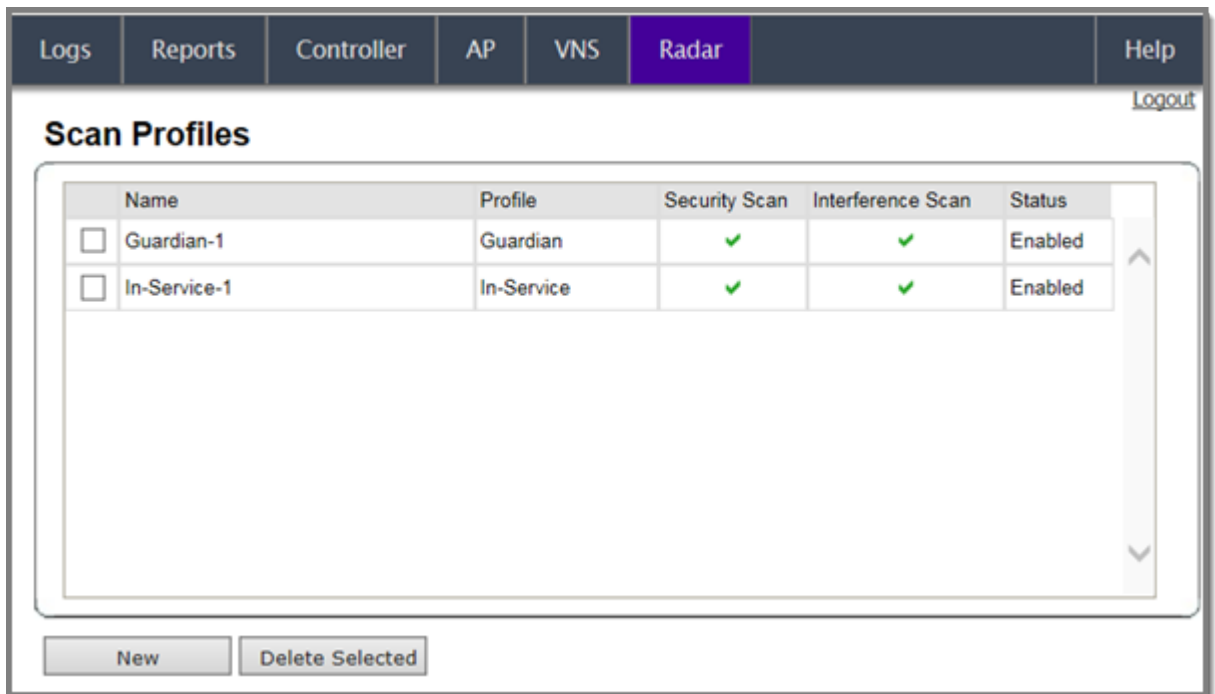 Logs Reports Controller AP VNS Radar Help
Logout
Scan Profiles
Name Profile Security Scan Interference Scan Status
Guardian-1 Guardian Enabled
In-Service-1 In-Service Enabled
New Delete Selected